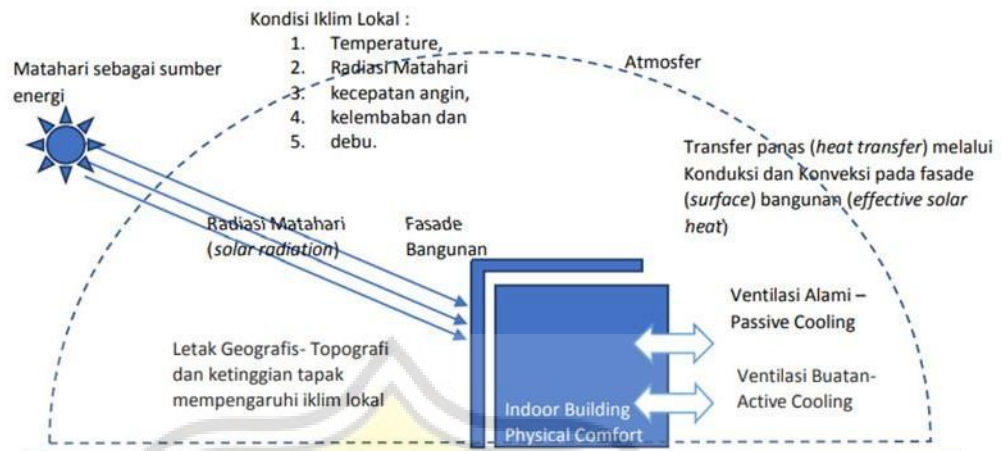 Kondisi Iklim Lokal :
1. Temperature,
2. Radiasi Matahari
3. kecepatan angin,
4. kelembaban dan
5. debu.
Matahari sebagai sumber
energi
Atmosfer
Transfer panas (heat transfer) melalui
Konduksi dan Konveksi pada fasade
(surface) bangunan (effective solar
heat)
Radiasi Matahari
(solar radiation)
Fasade
Bangunan
Ventilasi Alami –
Passive Cooling
Letak Geografis- Topografi
dan ketinggian tapak
mempengaruhi iklim lokal
Ventilasi Buatan-
Active Cooling
Indoor Building
Physical Comfort